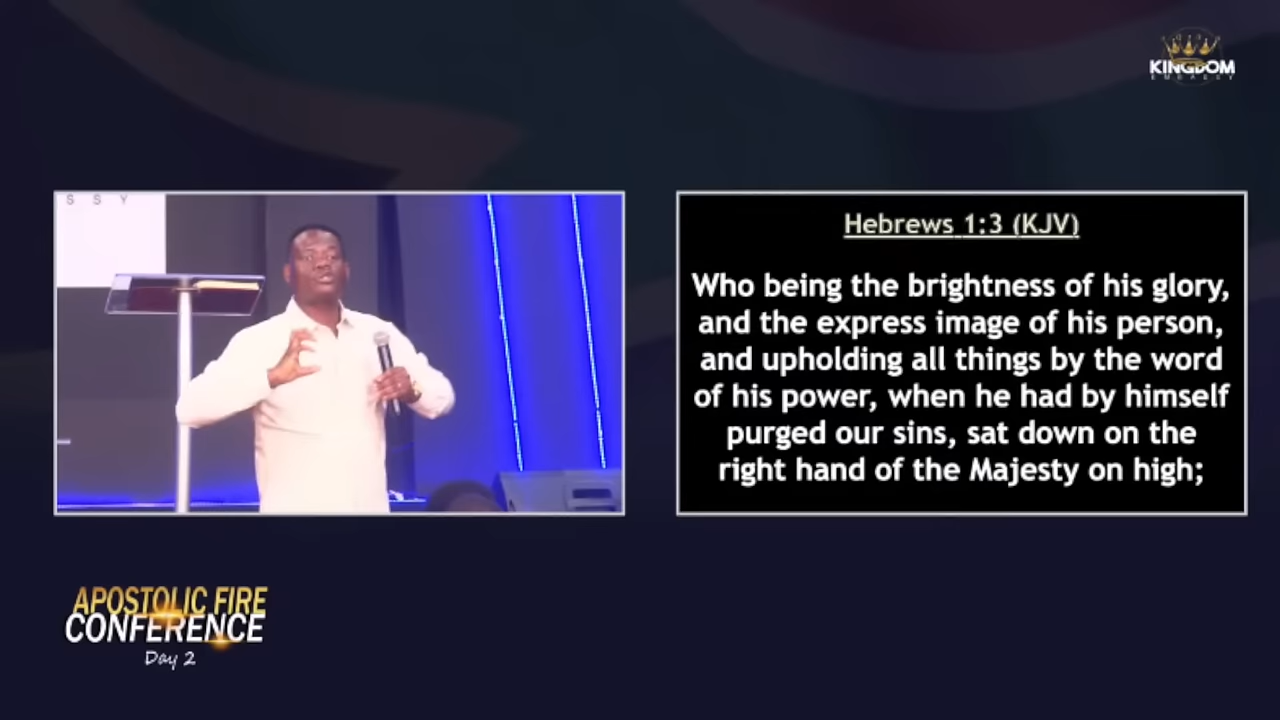 KINGDOM
EMBASSY
S S Y
Hebrews 1:3 (KJV)
Who being the brightness of his glory,
and the express image of his person,
and upholding all things by the word
of his power, when he had by himself
purged our sins, sat down on the
right hand of the Majesty on high;
APOSTOLIC FIRE
CONFERENCE
Day 2